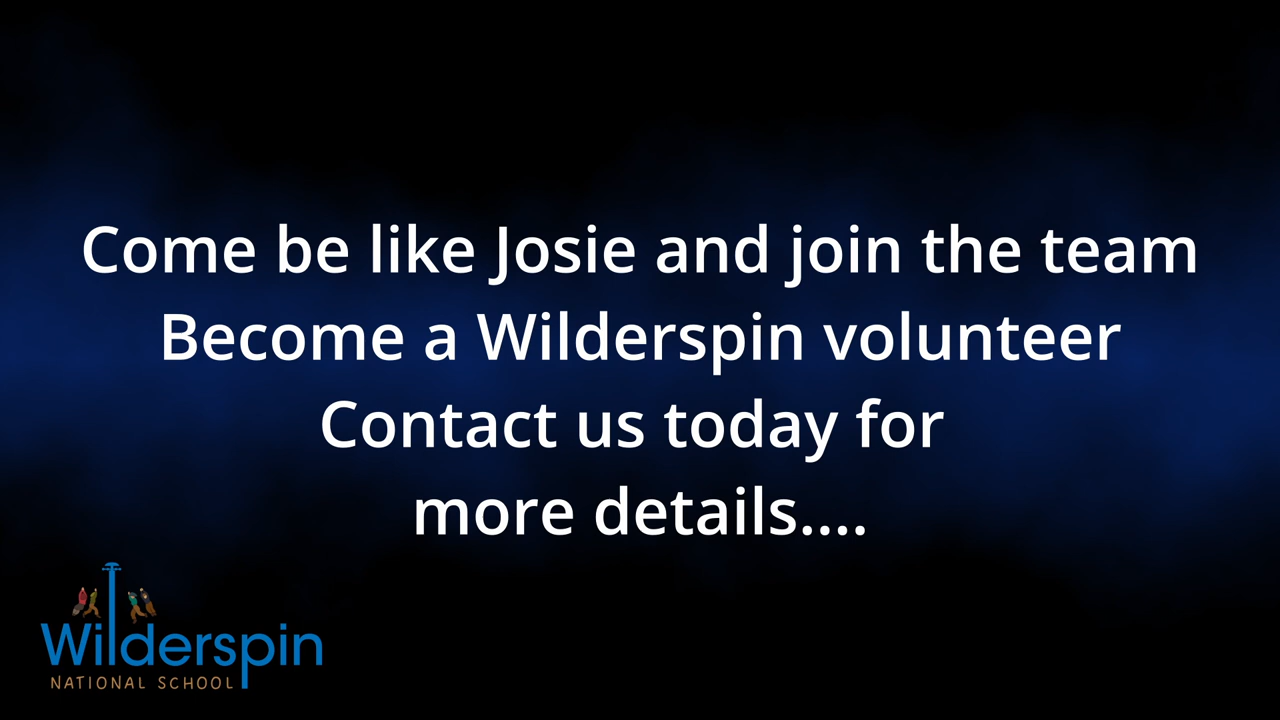 Come be like Josie and join the team
Become a Wilderspin volunteer
Contact us today for
more details....
Wilderspin
NATIONAL SCHOOL